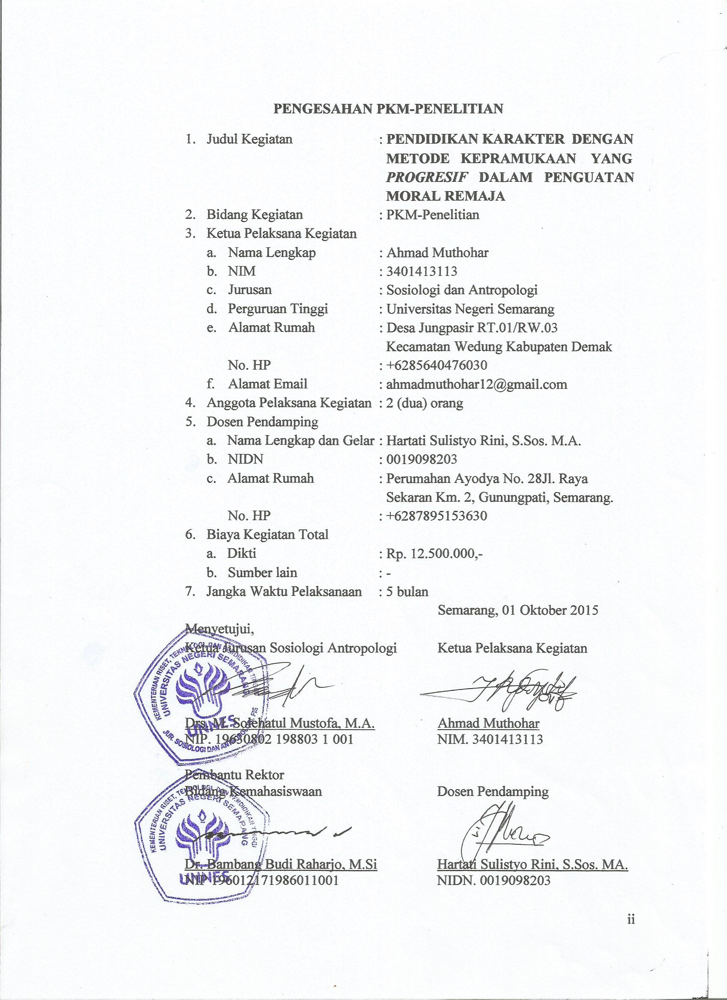 PENGESAHAN PKM-PENELITIAN
1. Judul Kegiatan : PENDIDIKAN KARAKTER DENGAN
METODE KEPRAMUKAAN YANG
PROGRESIF DALAM PENGUATAN
MORAL REMAJA
2. Bidang Kegiatan : PKM-Penelitian
3. Ketua Pelaksana Kegiatan
a. Nama Lengkap : Ahmad Muthohar
b. NIM : 3401413113
c. Jurusan : Sosiologi dan Antropologi
d. Perguruan Tinggi : Universitas Negeri Semarang
e. Alamat Rumah : Desa Jungpasir RT.01/RW.03
Kecamatan Wedung Kabupaten Demak
No. HP : +6285640476030
f. Alamat Email : ahmadmuthohar12@gmail.com
4. Anggota Pelaksana Kegiatan : 2 (dua) orang
5. Dosen Pendamping
a. Nama Lengkap dan Gelar : Hartati Sulistyo Rini, S.Sos. M.A.
b. NIDN : 0019098203
c. Alamat Rumah : Perumahan Ayodya No. 28Jl. Raya
Sekaran Km. 2, Gunungpati, Semarang.
No. HP : +6287895153630
6. Biaya Kegiatan Total
a. Dikti : Rp. 12.500.000,-
b. Sumber lain : -
7. Jangka Waktu Pelaksanaan : 5 bulan
Semarang, 01 Oktober 2015
Menyetujui,
Ketua Jurusan Sosiologi Antropologi Ketua Pelaksana Kegiatan
KEMENTERIAN RISET, TEKNOLOGI, DAN PENDIDIKAN TINGGI
UNIVERSITAS NEGERI SEMARANG
UNNES
JUR. SOSIOLOGI DAN ANTROPOLOGI, FIS
Drs. M. Solehatul Mustofa, M.A. Ahmad Muthohar
NIP. 19630802 198803 1 001 NIM. 3401413113
Pembantu Rektor
Bidang Kemahasiswaan Dosen Pendamping
KEMENTERIAN RISET, TEKNOLOGI, DAN PENDIDIKAN TINGGI
UNIVERSITAS NEGERI SEMARANG
UNNES
Dr. Bambang Budi Raharjo, M.Si Hartati Sulistyo Rini, S.Sos. MA.
NIP 196012171986011001 NIDN. 0019098203
ii